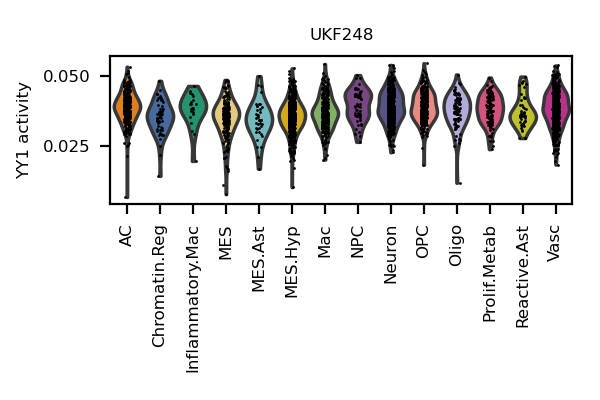 UKF248
YY1 activity
0.050
0.025
AC
Chromatin.Reg
Inflammatory.Mac
MES
MES.Ast
MES.Hyp
Mac
NPC
Neuron
OPC
Oligo
Prolif.Metab
Reactive.Ast
Vasc